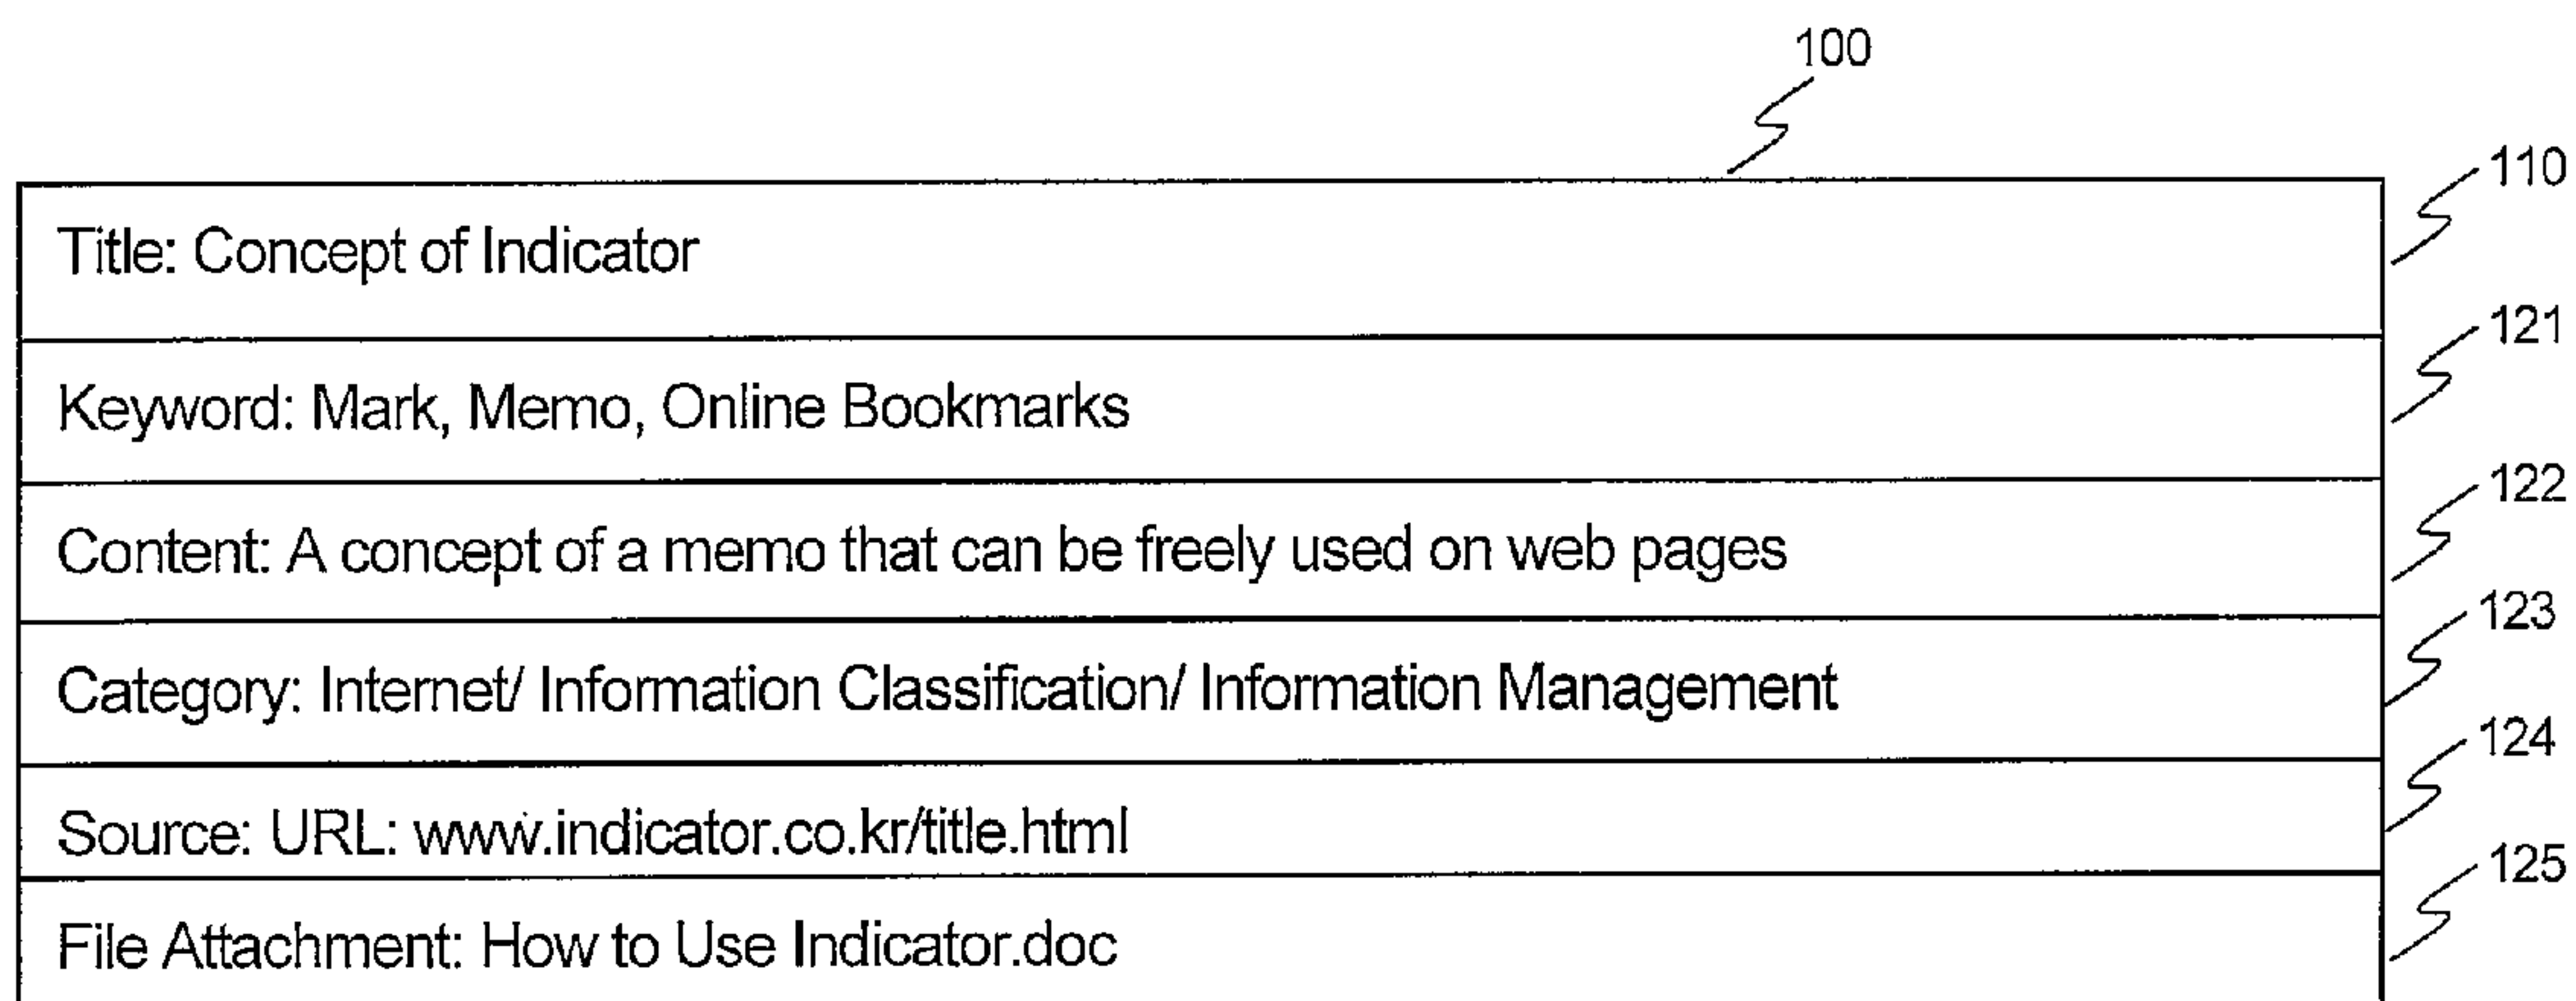 100
110
Title: Concept of Indicator
121
Keyword: Mark, Memo, Online Bookmarks
122
Content: A concept of a memo that can be freely used on web pages
123
Category: Internet/ Information Classification/ Information Management
124
Source: URL: www.indicator.co.kr/title.html
125
File Attachment: How to Use Indicator.doc